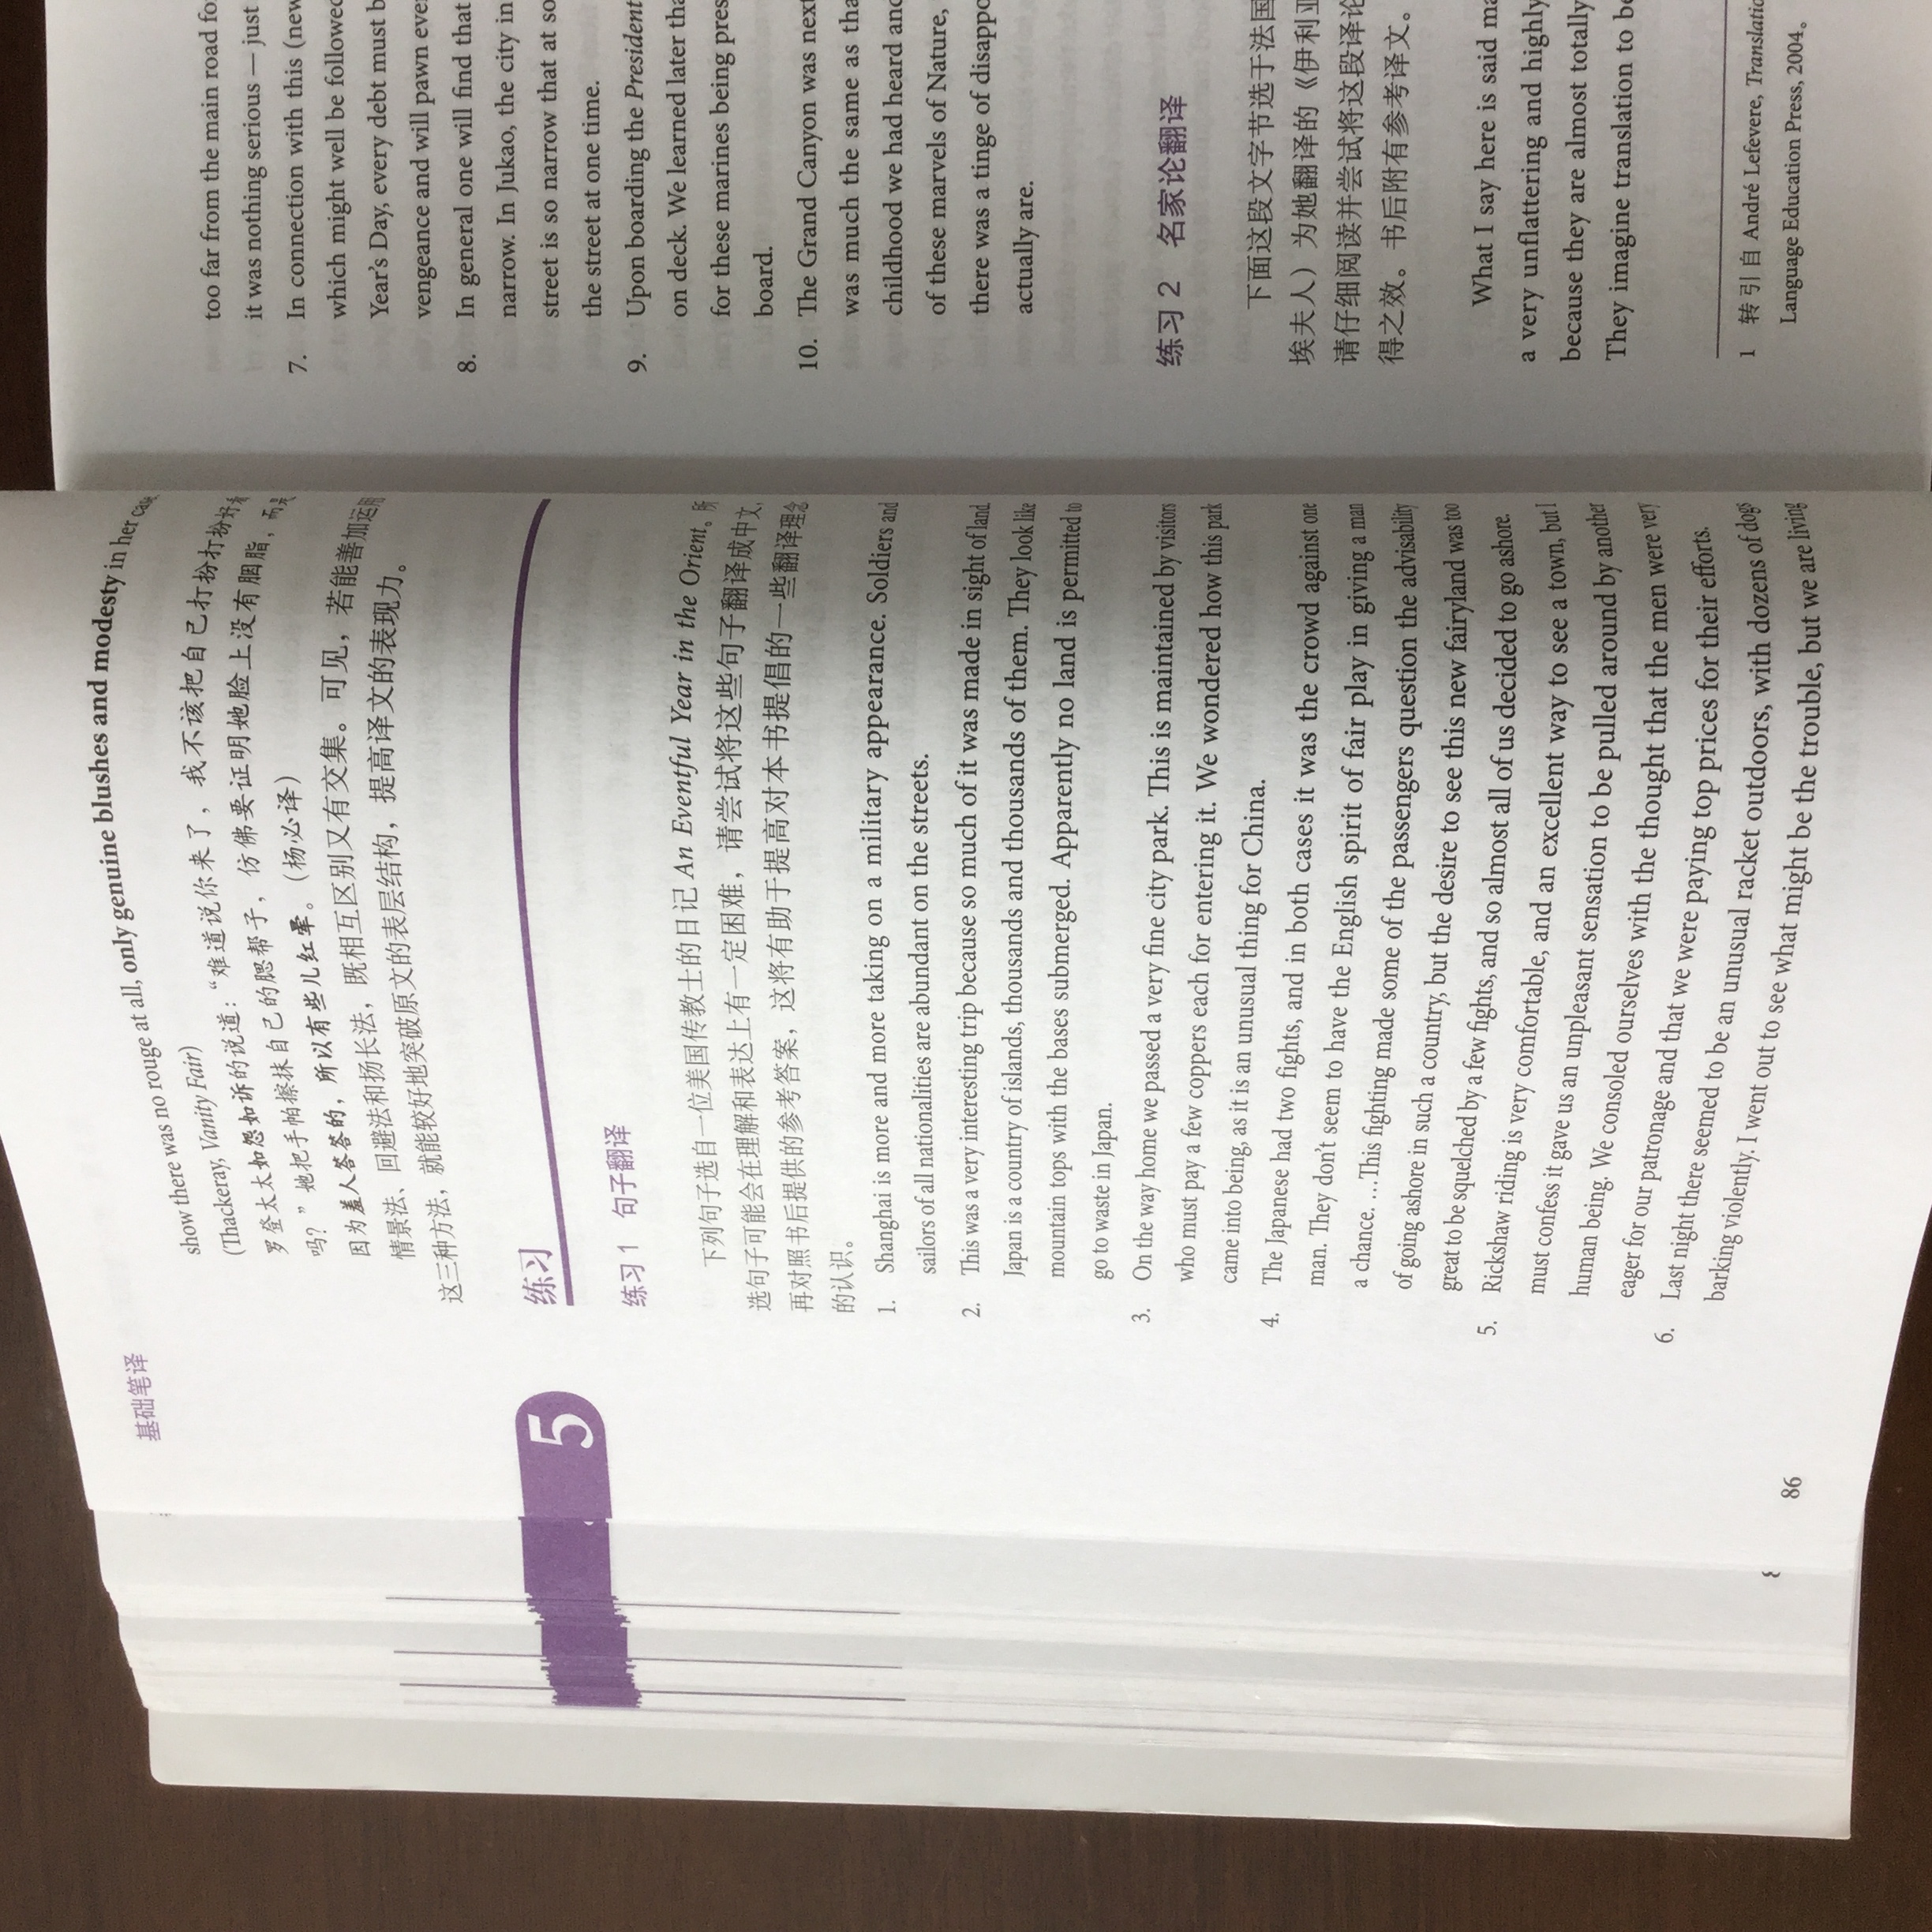 基础笔译
show there was no rouge at all, only genuine blushes and modesty in her case.
(Thackeray, Vanity Fair)
罗登太太如怨如诉的说道：“难道说你来了，我不该把自己打扮打扮好看
吗？”她把手帕擦抹自己的腮帮子，仿佛要证明她脸上没有胭脂，而是
因为羞人答答的，所以有些儿红晕。（杨必译）
情景法、回避法和扬长法，既相互区别又有交集。可见，若能善加运用
这三种方法，就能较好地突破原文的表层结构，提高译文的表现力。
5
练习
练习 1 句子翻译
下列句子选自一位美国传教士的日记 An Eventful Year in the Orient。所
选句子可能会在理解和表达上有一定困难，请尝试将这些句子翻译成中文，
再对照书后提供的参考答案，这将有助于提高对本书提倡的一些翻译理念
的认识。
1. Shanghai is more and more taking on a military appearance. Soldiers and
sailors of all nationalities are abundant on the streets.
2. This was a very interesting trip because so much of it was made in sight of land.
Japan is a country of islands, thousands and thousands of them. They look like
mountain tops with the bases submerged. Apparently no land is permitted to
go to waste in Japan.
3. On the way home we passed a very fine city park. This is maintained by visitors
who must pay a few coppers each for entering it. We wondered how this park
came into being, as it is an unusual thing for China.
4. The Japanese had two fights, and in both cases it was the crowd against one
man. They don't seem to have the English spirit of fair play in giving a man
a chance. ... This fighting made some of the passengers question the advisability
of going ashore in such a country, but the desire to see this new fairyland was too
great to be squelched by a few fights, and so almost all of us decided to go ashore.
5. Rickshaw riding is very comfortable, and an excellent way to see a town, but I
must confess it gave us an unpleasant sensation to be pulled around by another
human being. We consoled ourselves with the thought that the men were very
eager for our patronage and that we were paying top prices for their efforts.
6. Last night there seemed to be an unusual racket outdoors, with dozens of dogs
barking violently. I went out to see what might be the trouble, but we are living
86
too far from the main road fo
it was nothing serious — just
7. In connection with this (new
which might well be followed
Year's Day, every debt must b
vengeance and will pawn eve
8. In general one will find that
narrow. In Jukao, the city in
street is so narrow that at so
the street at one time.
9. Upon boarding the President
on deck. We learned later tha
for these marines being pres
board.
10. The Grand Canyon was next
was much the same as tha
childhood we had heard and
of these marvels of Nature,
there was a tinge of disappo
actually are.
练习 2 名家论翻译
下面这段文字节选于法国
埃夫人）为她翻译的《伊利亚
请仔细阅读并尝试将这段译论
得之效。书后附有参考译文。
What I say here is said ma
a very unflattering and highly
because they are almost totally
They imagine translation to be
1 转引自 André Lefevere, Translatio
Language Education Press, 2004。